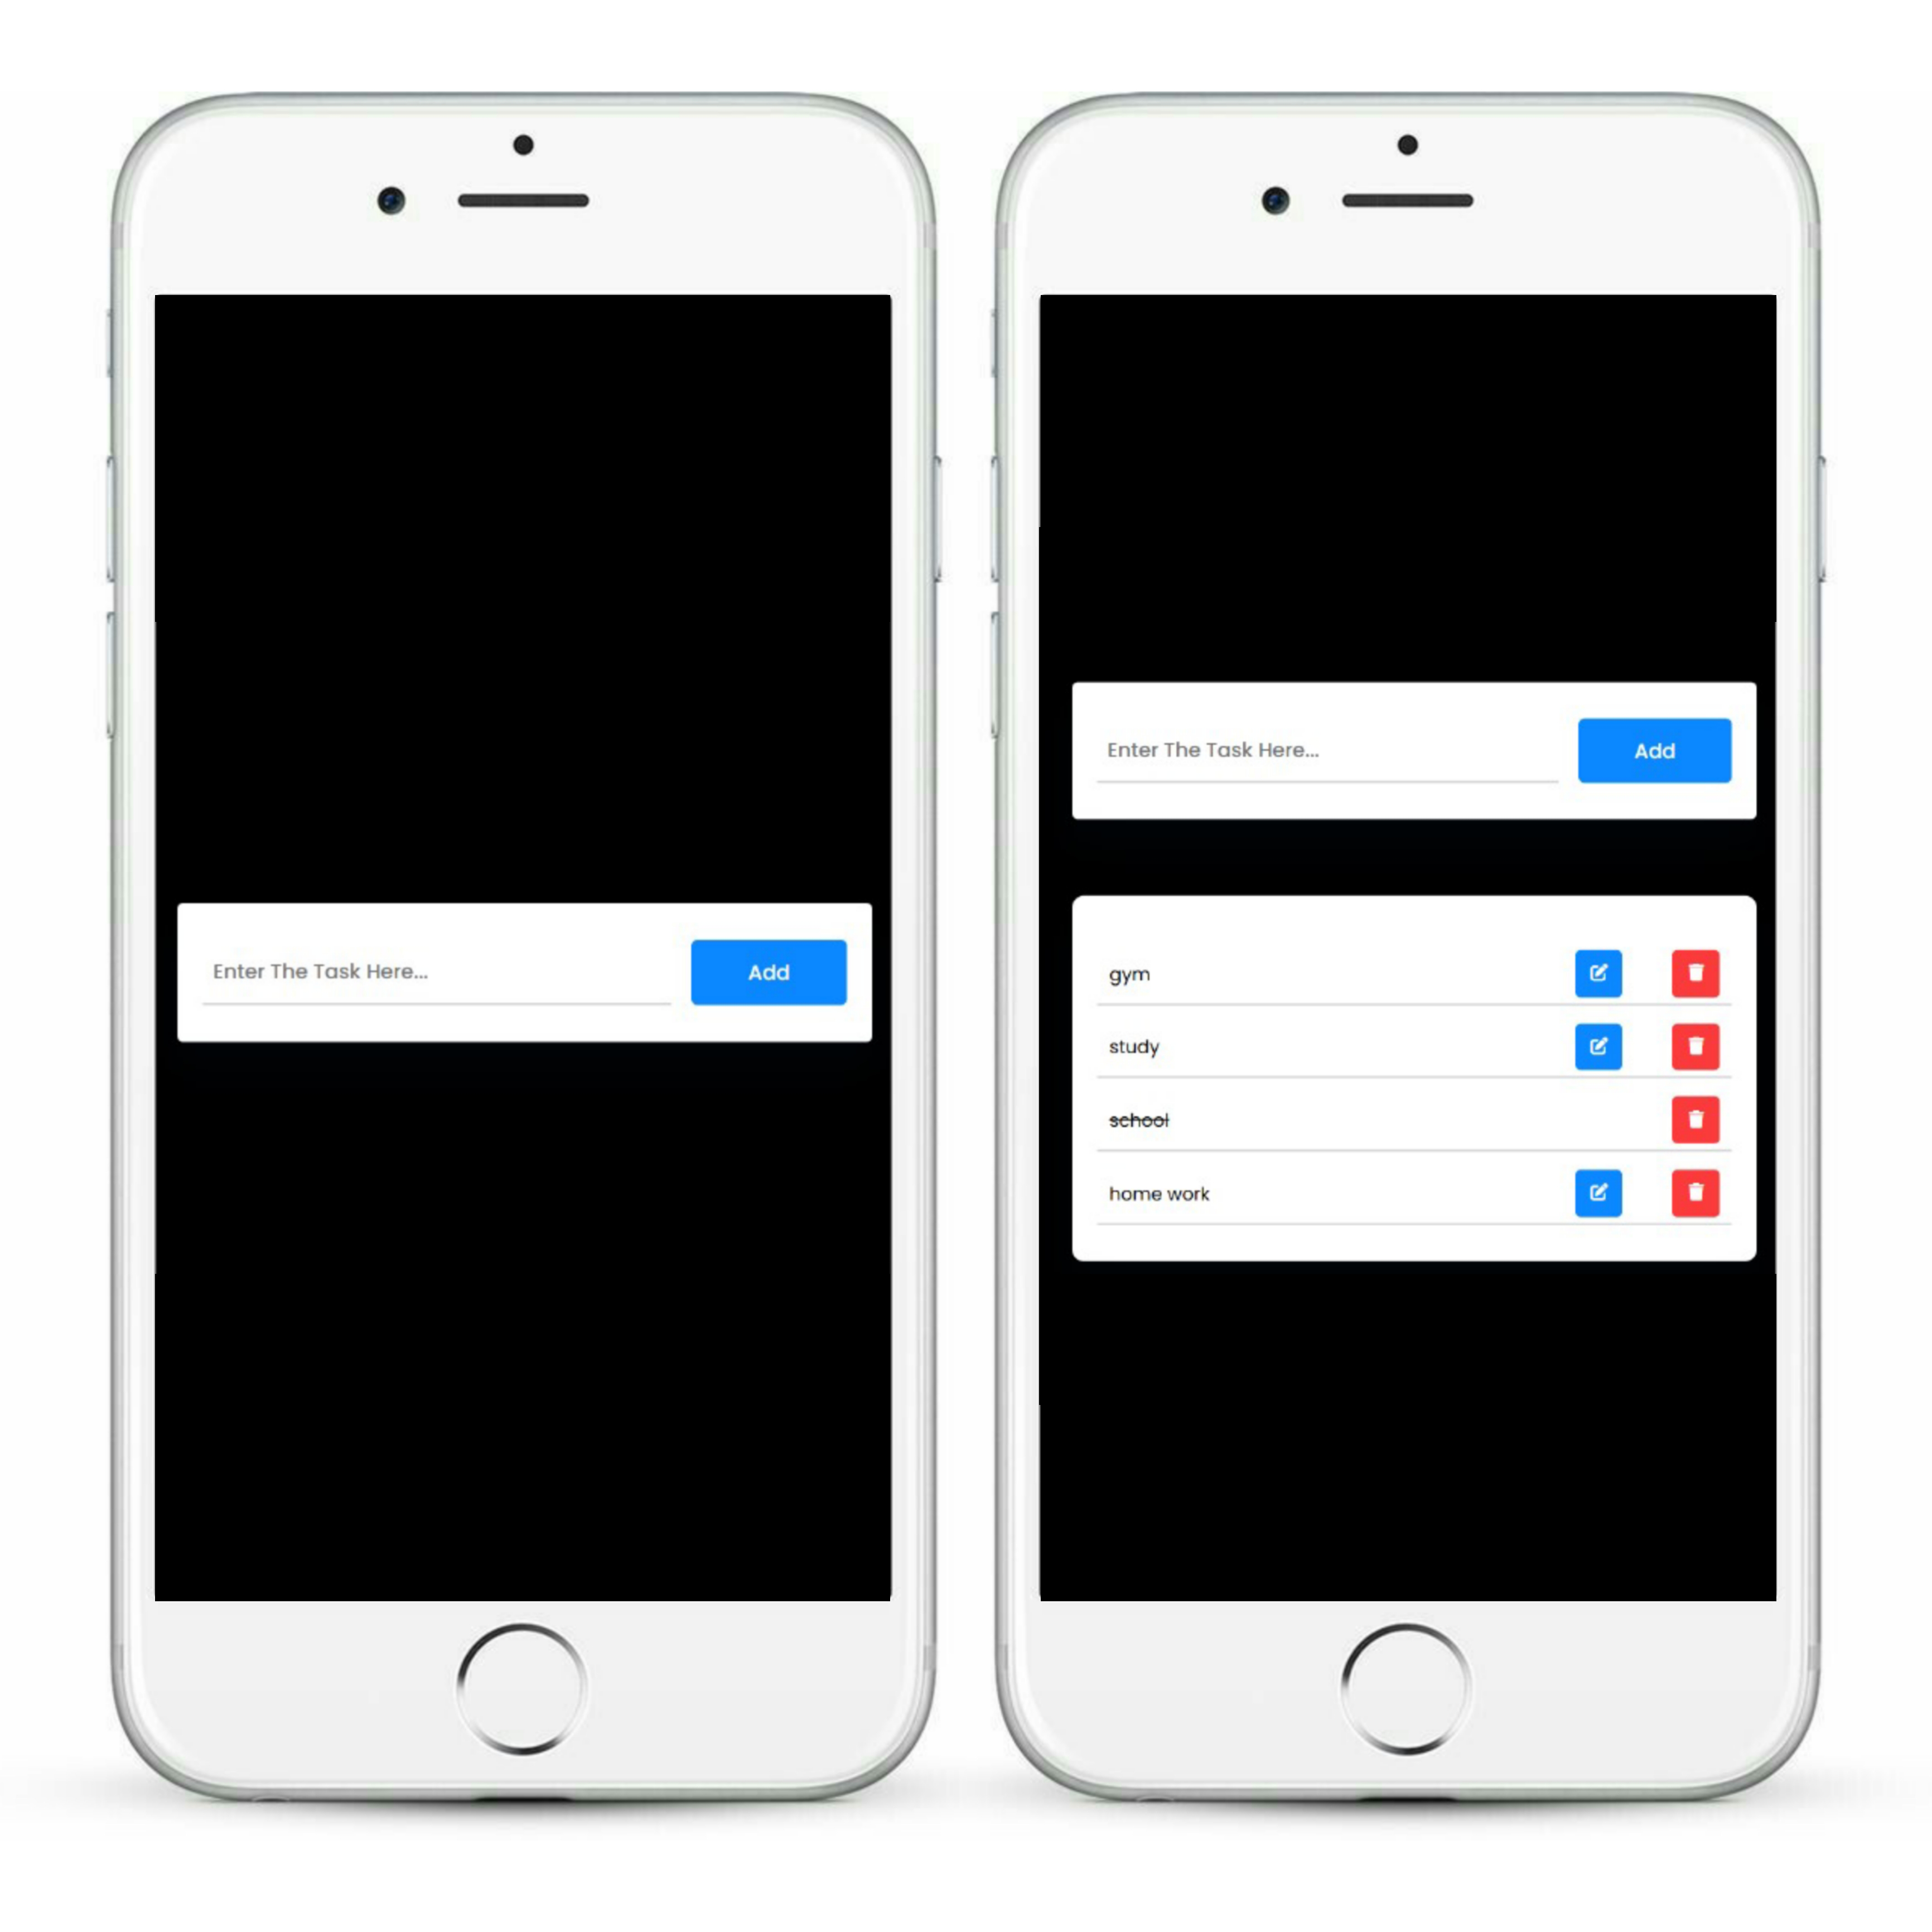 Enter The Task Here...
Add
Enter The Task Here...
Add
gym
study
school
home work